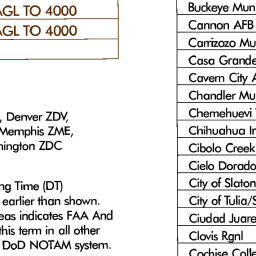 AGL TO 4000
AGL TO 4000
, Denver ZDV,
Memphis ZME,
hington ZDC
ng Time (DT)
earlier than shown.
eas indicates FAA And
this term in all other
DoD NOTAM system.
Buckeye Mun
Cannon AFB
Carrizozo Mu
Casa Grande
Cavern City A
Chandler Mu
Chemehuevi
Chihuahua In
Cibolo Creek
Cielo Dorado
City of Slaton
City of Tulia/S
Ciudad Juare
Clovis Rgnl
Cochise Colle